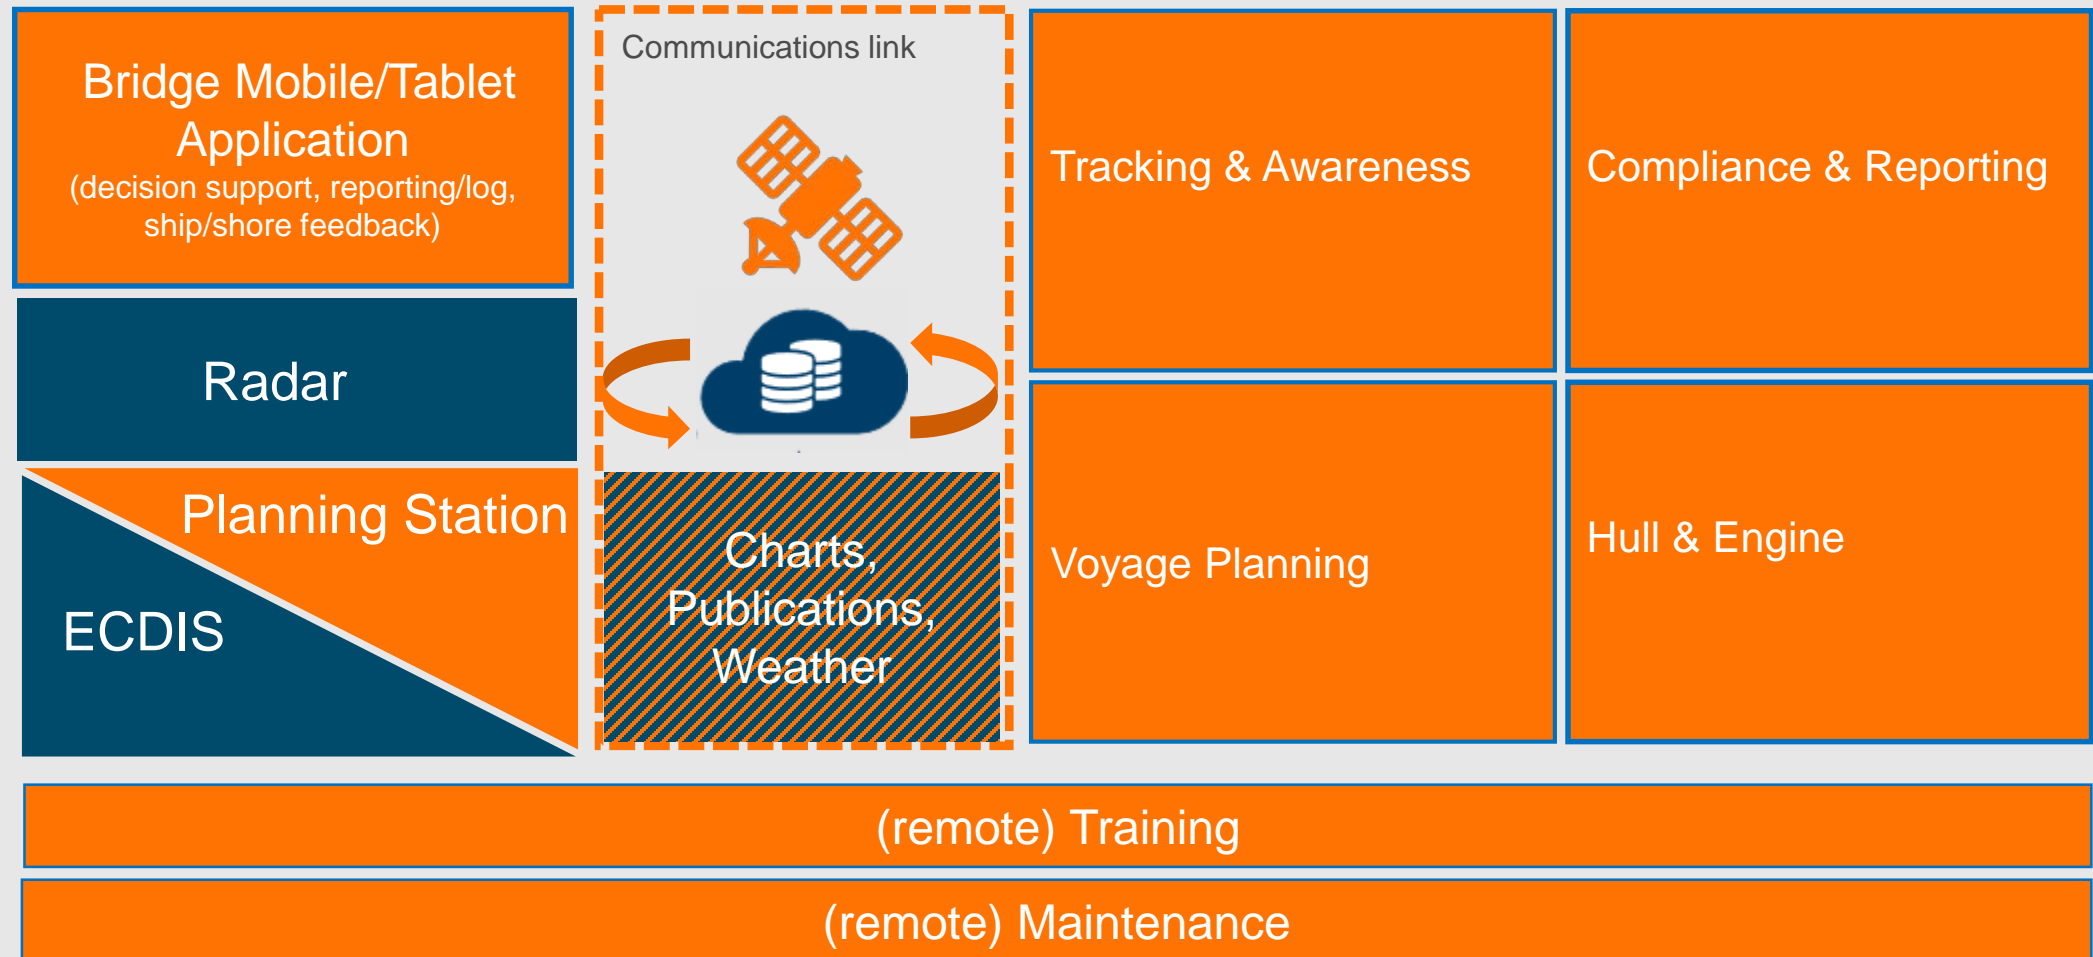 Bridge Mobile/Tablet
Application
(decision support, reporting/log,
ship/shore feedback)
Radar
Planning Station
ECDIS
Communications link
Charts,
Publications,
Weather
Tracking & Awareness
Compliance & Reporting
Voyage Planning
Hull & Engine
(remote) Training
(remote) Maintenance